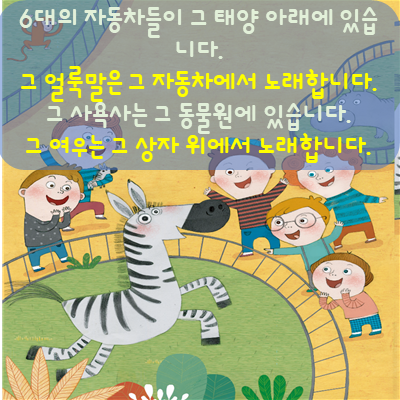 6대의 자동차들이 그 태양 아래에 있습
니다.
그 얼룩말은 그 자동차에서 노래합니다.
그 사육사는 그 동물원에 있습니다.
그 여우는 그 상자 위에서 노래합니다.